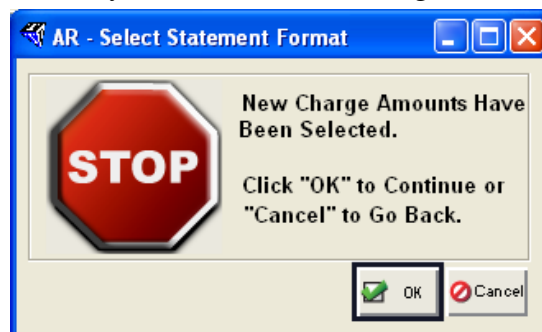 AR - Select Statement Format
STOP
New Charge Amounts Have
Been Selected.
Click "OK" to Continue or
"Cancel" to Go Back.
OK
Cancel